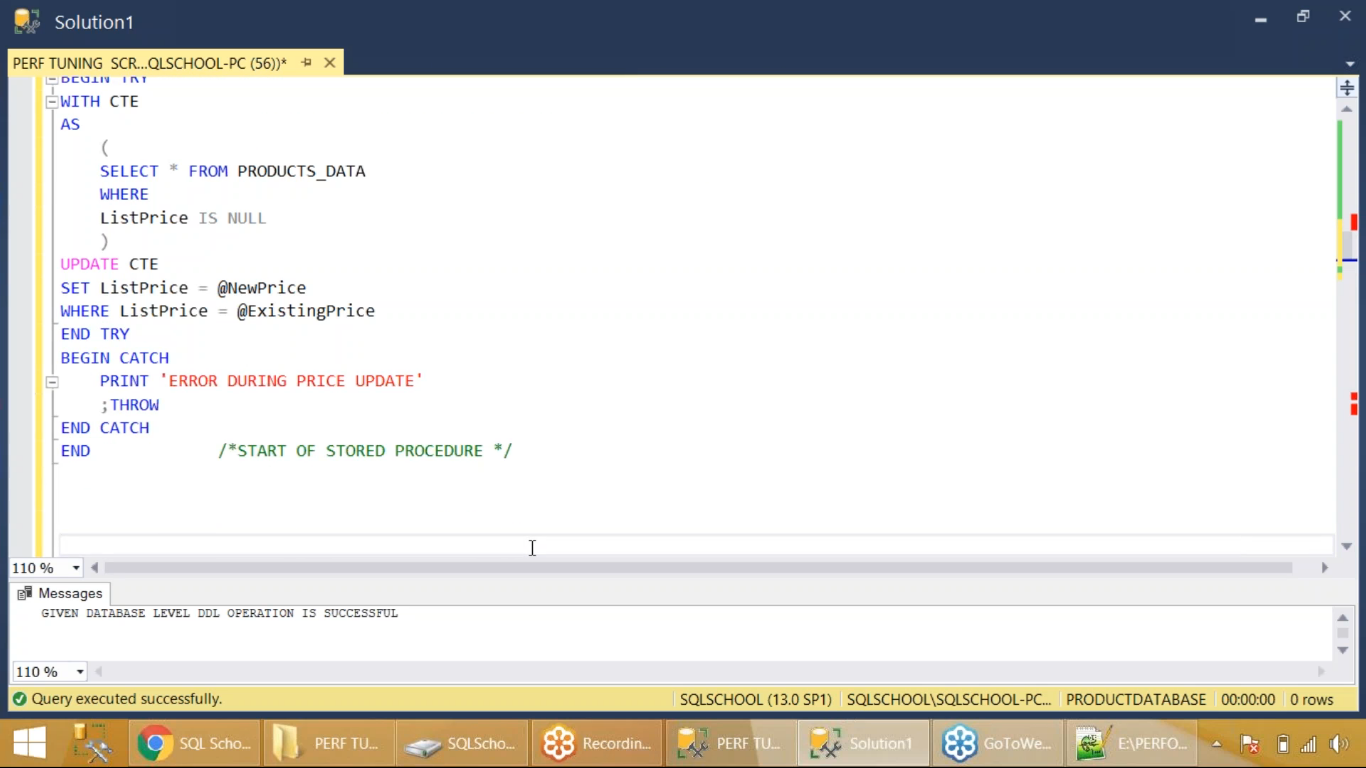 Solution1
PERF TUNING SCR...QLSCHOOL-PC (56))*
BEGIN TRY
WITH CTE
AS
(
SELECT * FROM PRODUCTS_DATA
WHERE
ListPrice IS NULL
)
UPDATE CTE
SET ListPrice = @NewPrice
WHERE ListPrice = @ExistingPrice
END TRY
BEGIN CATCH
PRINT 'ERROR DURING PRICE UPDATE'
;THROW
END CATCH
END /*START OF STORED PROCEDURE */
110 %
Messages
GIVEN DATABASE LEVEL DDL OPERATION IS SUCCESSFUL
110 %
Query executed successfully. SQLSCHOOL (13.0 SP1) SQLSCHOOL\SQLSCHOOL-PC... PRODUCTDATABASE 00:00:00 0 rows
SQL Scho... PERF TU... SQLScho... Recordin... PERF TU... Solution1 GoToWe... E:\PERFO...